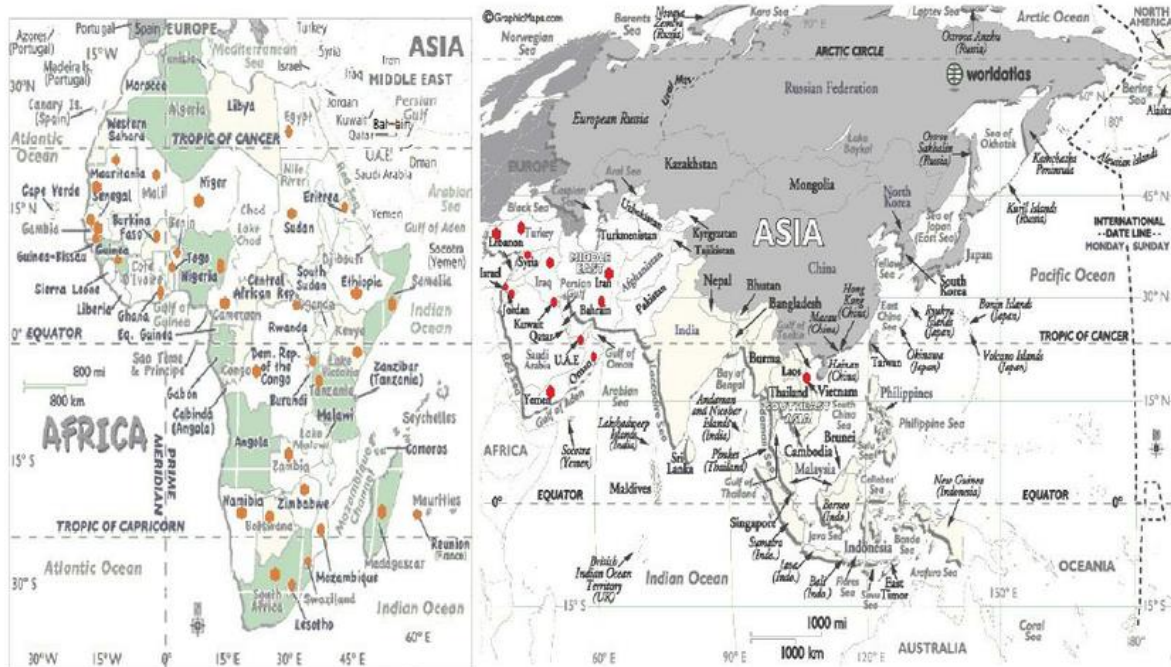 Azores
(Portugal)
Portugal
Spain
EUROPE
Turkey
15°W
Mediterranean
Sea
Syria
ASIA
Iran
Israel
Iraq
MIDDLE EAST
Madeira Is.
(Portugal)
Tunisia
30°N
Morocco
Jordan
Persian
Gulf
Canary Is.
(Spain)
Algeria
Libya
Egypt
Kuwait
Qatar
Bahrain
Western
Sahara
TROPIC OF CANCER
U.A.E.
Oman
Atlantic
Ocean
Nile
River
Red Sea
Saudi Arabia
Mauritania
Mali
Niger
Arabian
Sea
Cape Verde
Senegal
Eritrea
15°N
Burkina
Faso
Chad
Yemen
Gambia
Benin
Lake
Chad
Sudan
Gulf of Aden
Guinea
Djibouti
Socotra
(Yemen)
Guinea-Bissau
Cote
D'Ivoire
Togo
Nigeria
Central
African Rep.
South
Sudan
Ethiopia
Somalia
Sierra Leone
Liberia
Ghana
Gulf of
Guinea
Cameroon
Uganda
Indian
Ocean
0°
EQUATOR
Eq. Guinea
Rwanda
Kenya
Sao Tome
& Principe
Congo
Dem. Rep.
of the
Congo
Lake
Victoria
Zanzibar
(Tanzania)
800 mi
800 km
Gabon
Burundi
Tanzania
Seychelles
Cabinda
(Angola)
Malawi
AFRICA
Angola
Lake
Malawi
Comoros
15°S
PRIME
MERIDIAN
Zambia
Mozambique
Channel
Namibia
Zimbabwe
Mauritius
TROPIC OF CAPRICORN
Botswana
Reunion
(France)
Madagascar
Atlantic Ocean
Mozambique
30°S
South
Africa
Swaziland
Lesotho
Indian Ocean
60°E
15°W
0°
15°E
30°E
45°E
©GraphicMaps.com
Barents
Sea
Novaya
Zemlya
(Russia)
Kara Sea
Laptev Sea
Arctic Ocean
NORTH
AMERICA
Norwegian
Sea
Ostrova Anzhu
(Russia)
ARCTIC CIRCLE
worldatlas
Ural Mts.
Russian Federation
Bering
Sea
60°N
Alaska
180°
European Russia
Lake
Baykal
Ostrov
Sakhalin
(Russia)
Sea of
Okhotsk
Kamchatka
Peninsula
Aleutian Islands
EUROPE
Aral Sea
Kazakhstan
Mongolia
Caspian
North
Korea
45°N
Black Sea
Uzbekistan
Kyrgyzstan
Kuril Islands
(Russia)
Lebanon
Turkey
Turkmenistan
Tajikistan
ASIA
Sea of
Japan
(East Sea)
INTERNATIONAL
DATE LINE
MONDAY
SUNDAY
Syria
MIDDLE
EAST
Afghanistan
China
Yellow
Sea
Japan
Israel
Iraq
Iran
Nepal
South
Korea
Pacific Ocean
Persian
Gulf
Pakistan
Bhutan
30°N
Jordan
Bahrain
Bangladesh
Hong
Kong
(China)
East
China
Sea
Ryukyu
Islands
(Japan)
Bonin Islands
(Japan)
Kuwait
India
Macau
(China)
TROPIC OF CANCER
Qatar
Gulf of
Tonkin
Saudi
Arabia
U.A.E.
Gulf of
Oman
Burma
Hainan
(China)
Taiwan
Okinawa
(Japan)
Volcano Islands
(Japan)
Oman
Red Sea
Laos
Arabian
Sea
Bay of
Bengal
Thailand
Vietnam
15°N
Yemen
Gulf of Aden
Laccadive Sea
Andaman
and Nicobar
Islands
(India)
SOUTHEAST
ASIA
South
China
Sea
Philippines
Philippine Sea
AFRICA
Lakshadweep
Islands
(India)
Andaman Sea
Brunei
Sulu
Sea
Socotra
(Yemen)
Sri
Lanka
Phuket
(Thailand)
Cambodia
Malaysia
Maldives
Gulf of
Thailand
Celebes
Sea
New Guinea
(Indonesia)
0°
EQUATOR
Borneo
(Indo.)
EQUATOR
0°
Singapore
Sumatra
(Indo.)
Java Sea
Indonesia
Banda
Sea
British
Indian Ocean
Territory
(UK)
Indian Ocean
Java
(Indo.)
Bali
(Indo.)
Flores
Sea
Savu
Sea
East
Timor
Arafura Sea
OCEANIA
15°S
15°S
1000 mi
1000 km
150°E
Coral
Sea
60°E
90°E
120°E
AUSTRALIA
180°